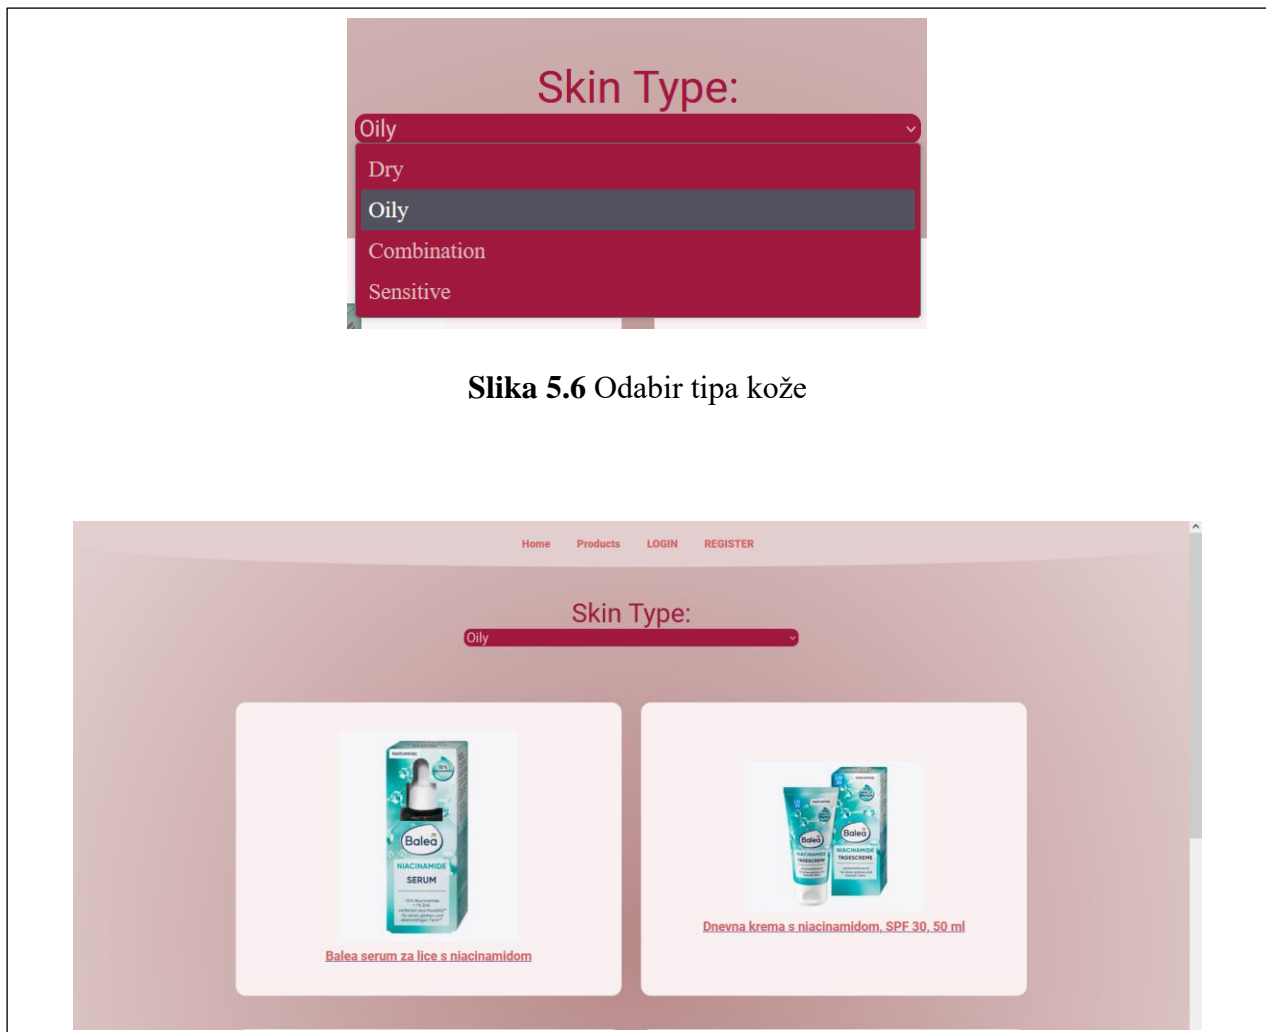 Skin Type:
Oily
Dry
Oily
Combination
Sensitive
Slika 5.6 Odabir tipa kože
Home Products LOGIN REGISTER
Skin Type:
Oily
Balea
NIACINAMIDE
SERUM
Balea serum za lice s niacinamidom
Balea
NIACINAMIDE
TAGESCREME
Balea
NIACINAMIDE
TAGESCREME
Dnevna krema s niacinamidom, SPF 30, 50 ml